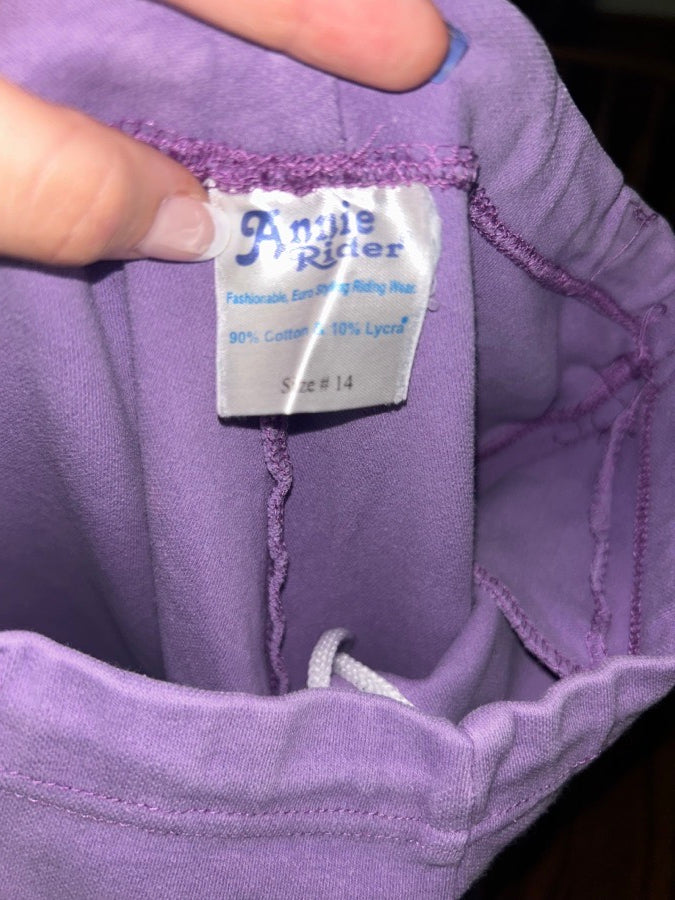 Annie
Rider
Fashionable, Euro Styling Riding Wear.
90% Cotton & 10% Lycra®
Size # 14